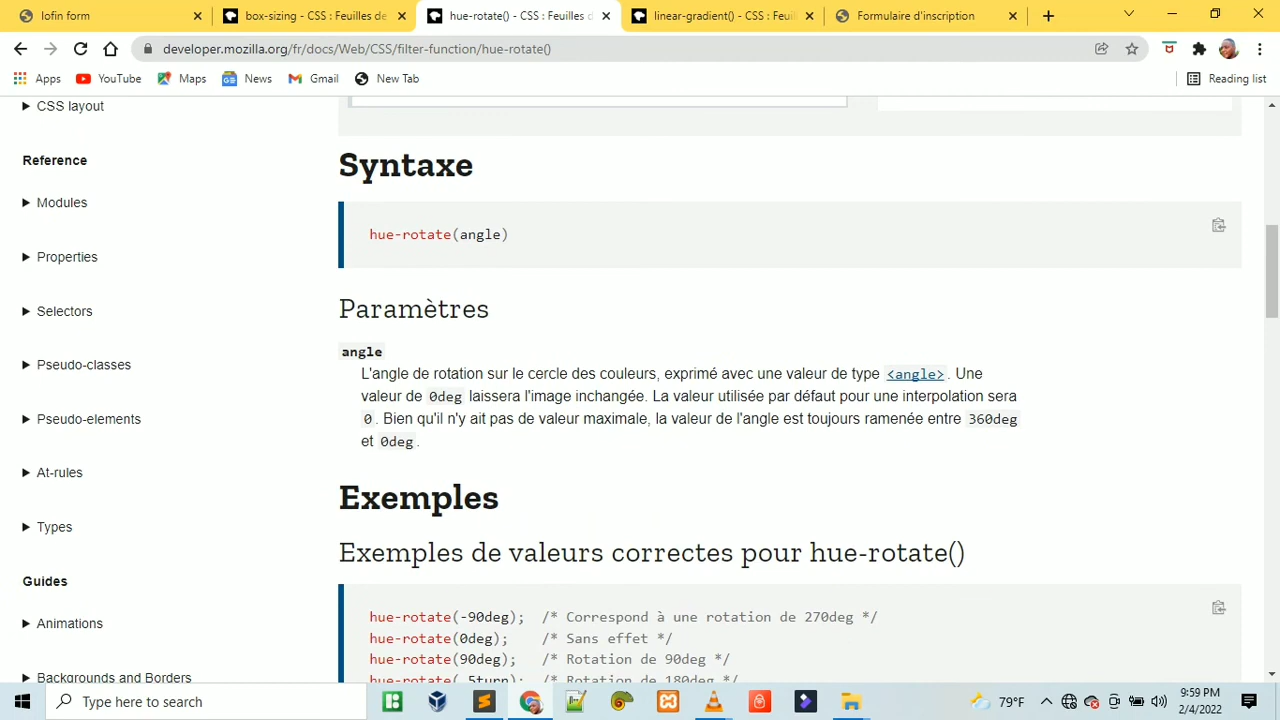 lofin form
box-sizing - CSS : Feuilles de
hue-rotate() - CSS : Feuilles d
linear-gradient() - CSS : Feuill
Formulaire d'inscription
developer.mozilla.org/fr/docs/Web/CSS/filter-function/hue-rotate()
Apps
YouTube
Maps
News
Gmail
New Tab
Reading list
CSS layout
Reference
Modules
Properties
Selectors
Pseudo-classes
Pseudo-elements
At-rules
Types
Guides
Animations
Backgrounds and Borders
Syntaxe
hue-rotate(angle)
Paramètres
angle
L'angle de rotation sur le cercle des couleurs, exprimé avec une valeur de type <angle>. Une
valeur de 0deg laissera l'image inchangée. La valeur utilisée par défaut pour une interpolation sera
0. Bien qu'il n'y ait pas de valeur maximale, la valeur de l'angle est toujours ramenée entre 360deg
et 0deg.
Exemples
Exemples de valeurs correctes pour hue-rotate()
hue-rotate(-90deg); /* Correspond à une rotation de 270deg */
hue-rotate(0deg); /* Sans effet */
hue-rotate(90deg); /* Rotation de 90deg */
hue-rotate(.5turn); /* Rotation de 180deg */
Type here to search
79°F
9:59 PM
2/4/2022